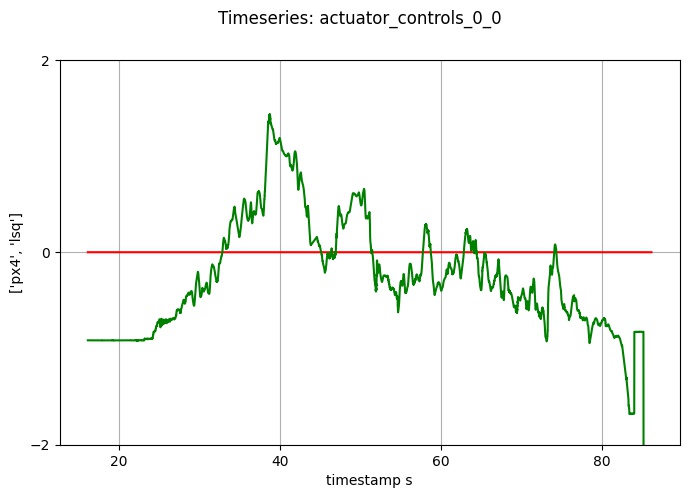 Timeseries: actuator_controls_0_0
['px4', 'lsq']
2
0
−2
20
40
60
80
timestamp s